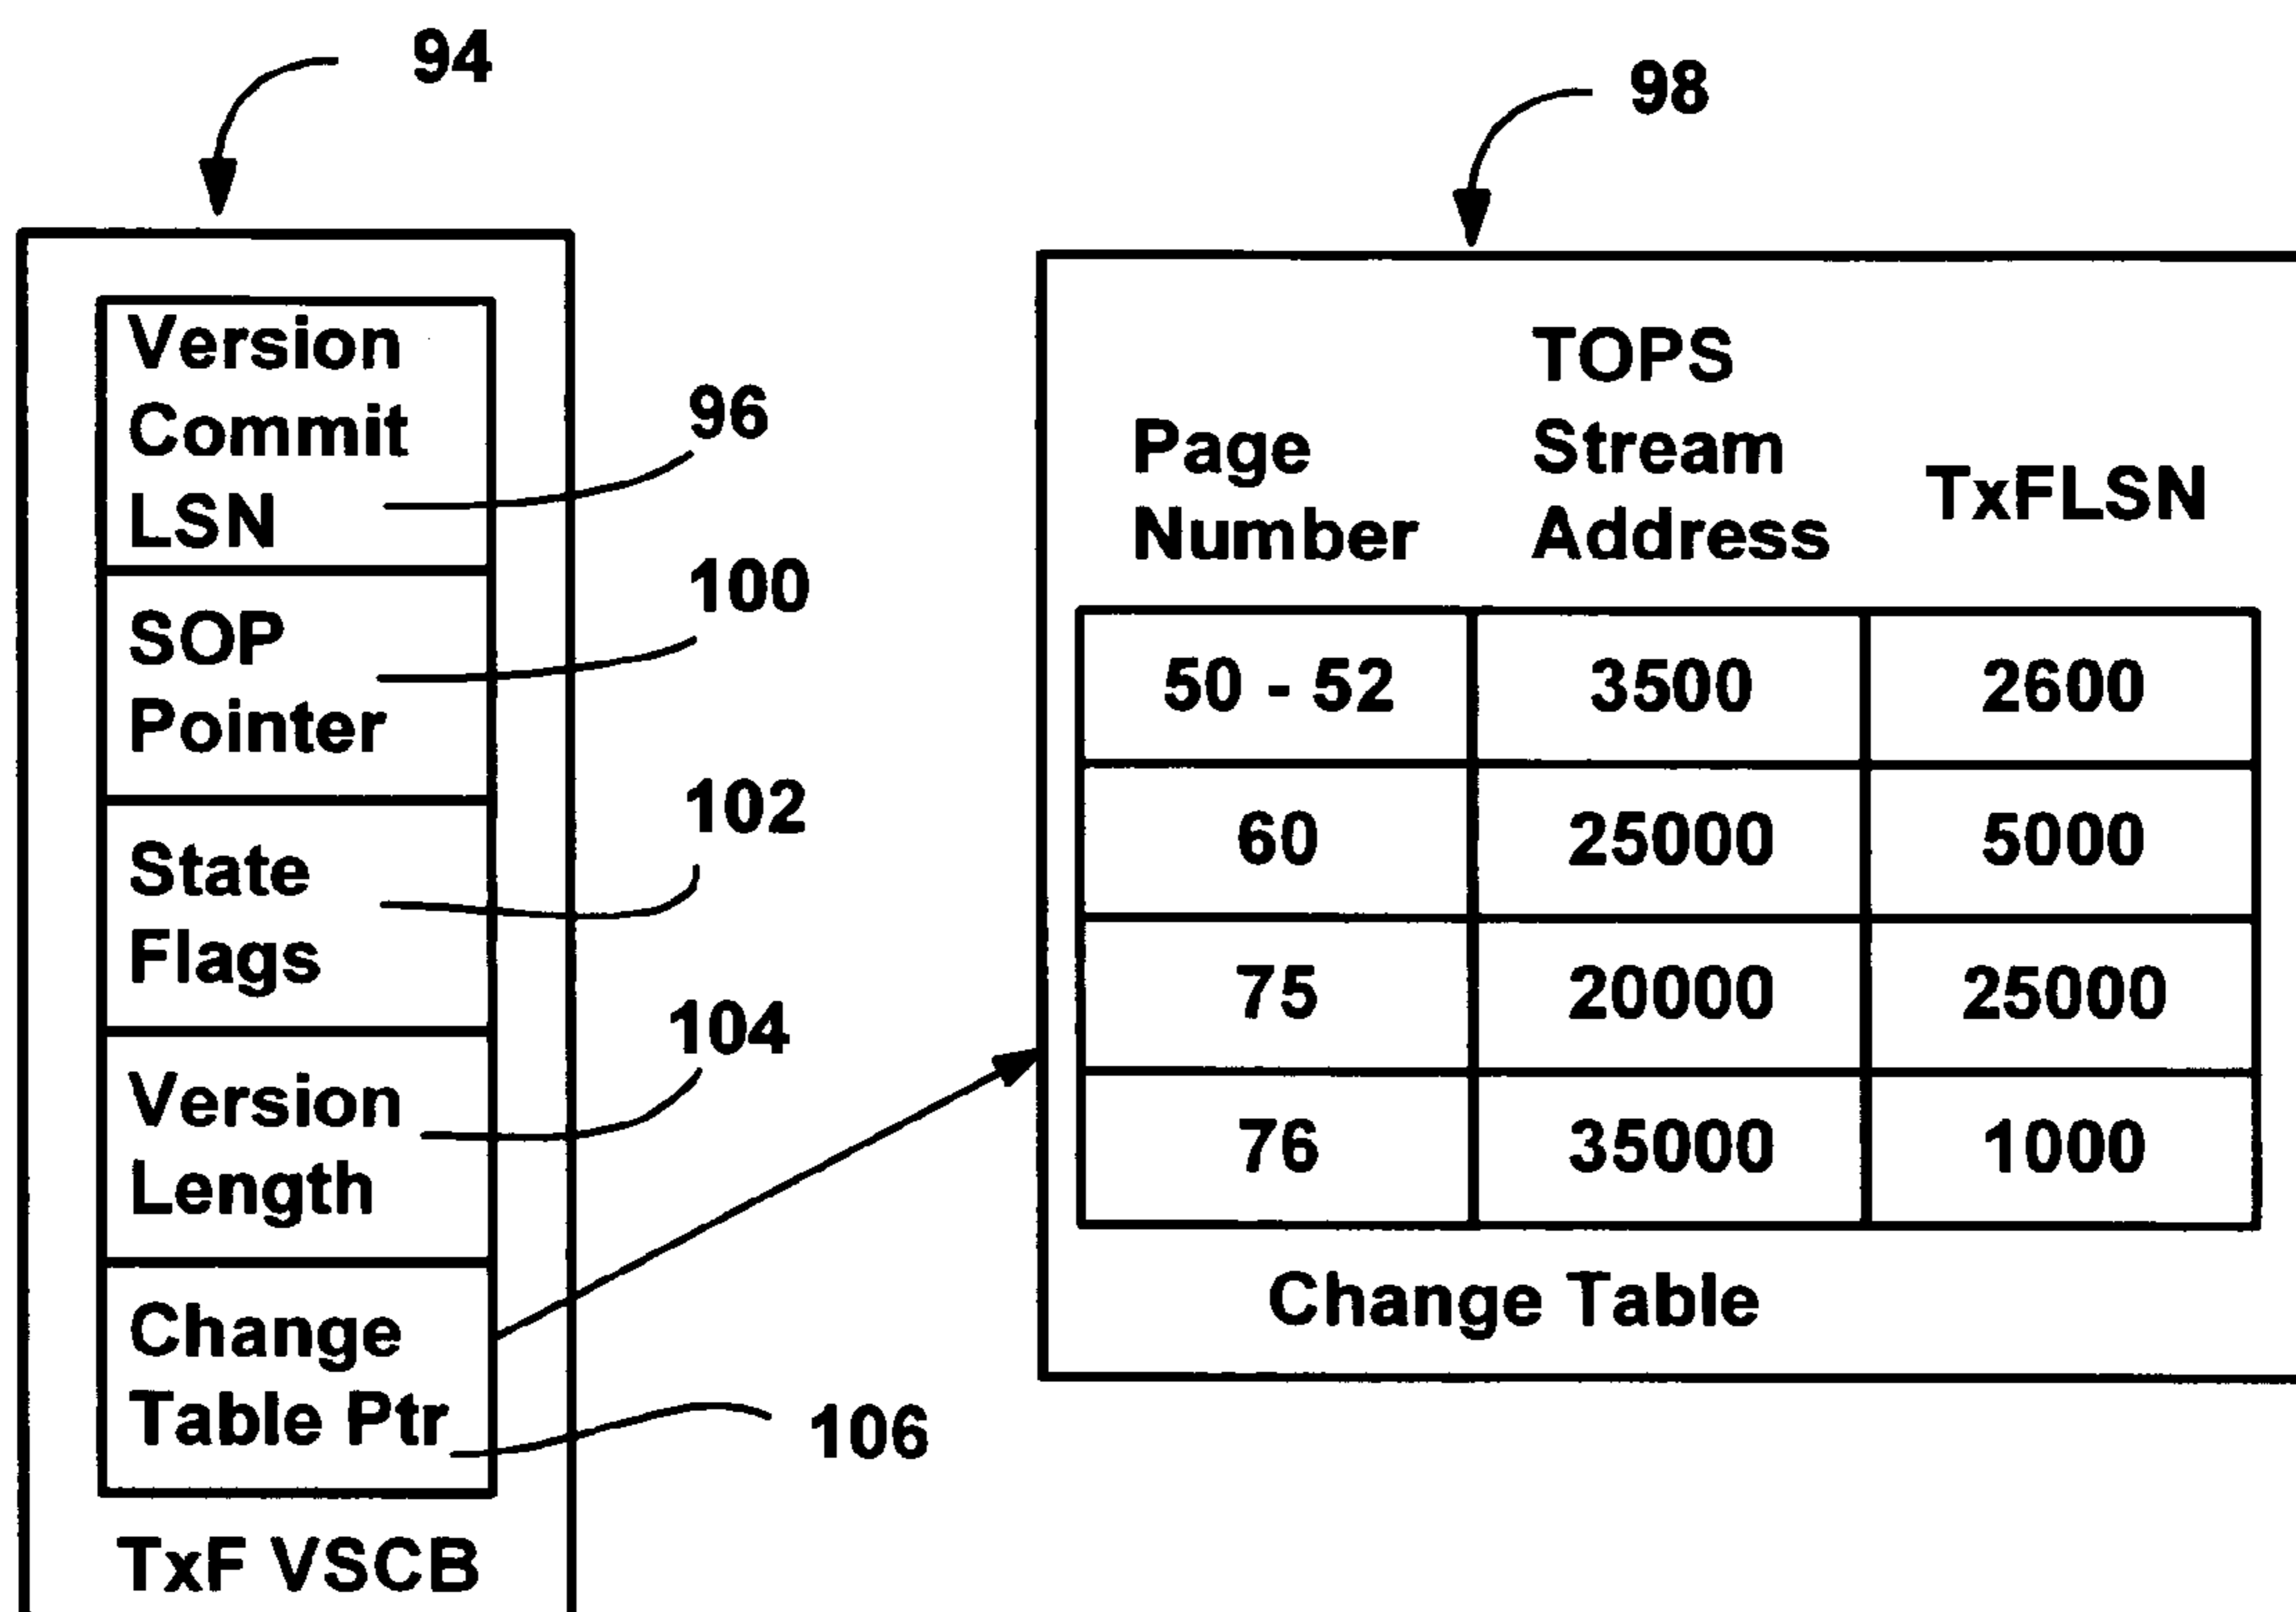 94
Version
Commit
LSN
96
SOP
Pointer
100
State
Flags
102
Version
Length
104
Change
Table Ptr
106
TxF VSCB
98
Page
Number
TOPS
Stream
Address
TxFLSN
50 - 52 3500 2600
60 25000 5000
75 20000 25000
76 35000 1000
Change Table